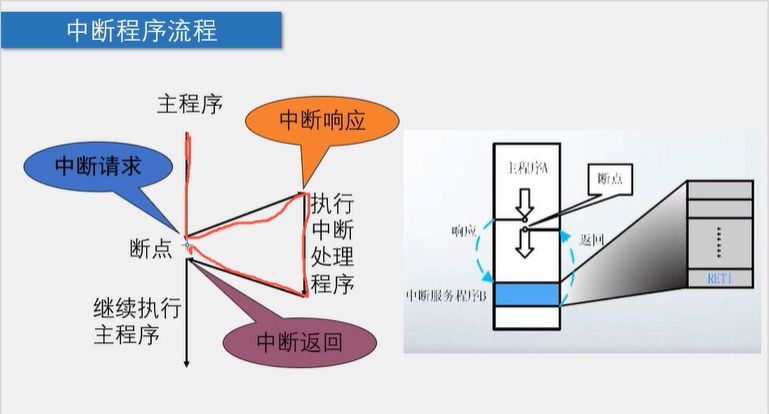 中断程序流程
主程序
中断响应
中断请求
断点
执行
中断
处理
程序
继续执行
主程序
中断返回
主程序A
断点
响应
返回
中断服务程序B
RETI